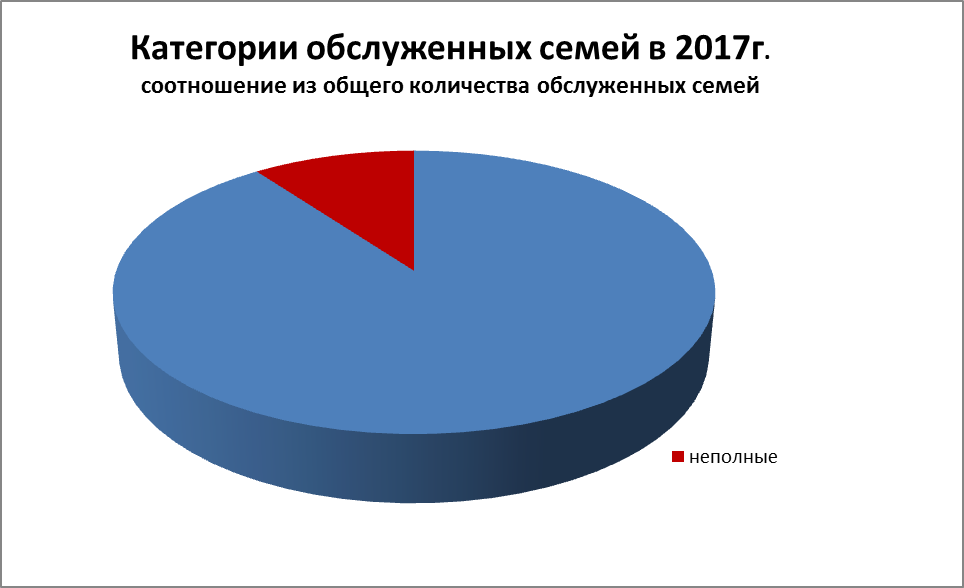 Категории обслуженных семей в 2017г.
соотношение из общего количества обслуженных семей
неполные